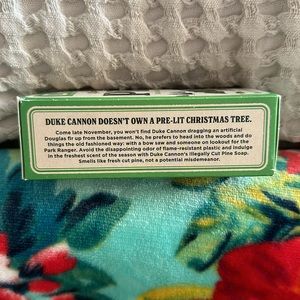 DUKE CANNON DOESN'T OWN A PRE-LIT CHRISTMAS TREE.
Come late November, you won't find Duke Cannon dragging an artificial
Douglas fir up from the basement. No, he prefers to head into the woods and do
things the old fashioned way: with a bow saw and someone on lookout for the
Park Ranger. Avoid the disappointing odor of flame-resistant plastic and indulge
in the freshest scent of the season with Duke Cannon's Illegally Cut Pine Soap.
Smells like fresh cut pine, not a potential misdemeanor.